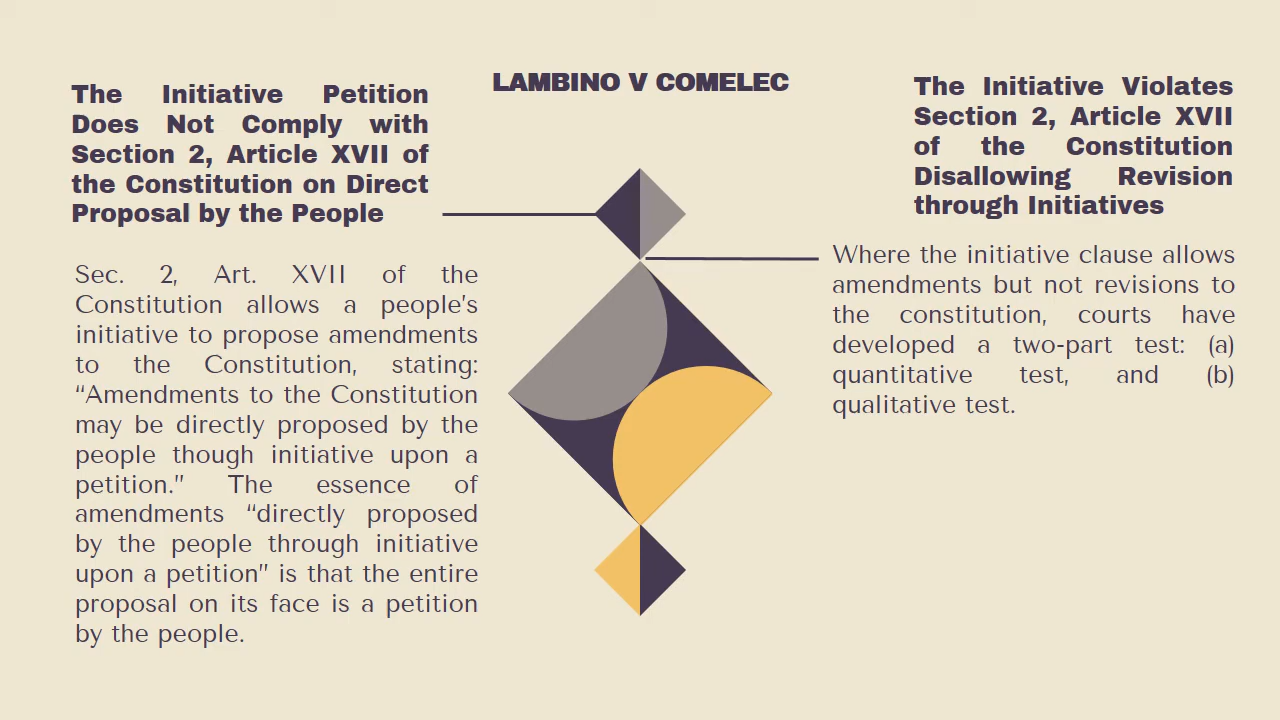 LAMBINO V COMELEC
The Initiative Petition
Does Not Comply with
Section 2, Article XVII of
the Constitution on Direct
Proposal by the People
Sec. 2, Art. XVII of the
Constitution allows a people’s
initiative to propose amendments
to the Constitution, stating:
“Amendments to the Constitution
may be directly proposed by the
people though initiative upon a
petition.” The essence of
amendments “directly proposed
by the people through initiative
upon a petition” is that the entire
proposal on its face is a petition
by the people.
The Initiative Violates
Section 2, Article XVII
of the Constitution
Disallowing Revision
through Initiatives
Where the initiative clause allows
amendments but not revisions to
the constitution, courts have
developed a two-part test: (a)
quantitative test, and (b)
qualitative test.